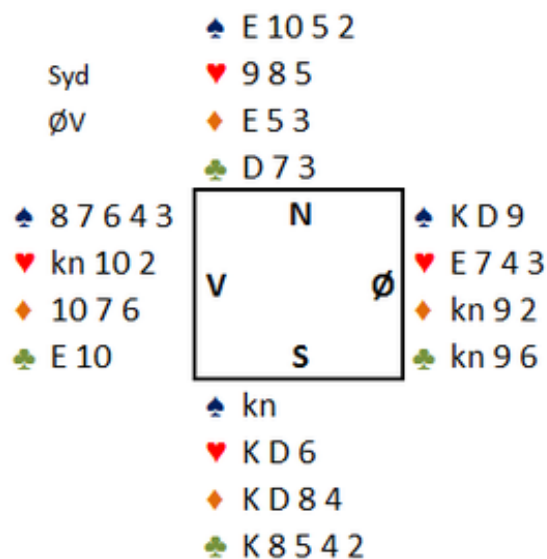 ♠ E 10 5 2
Syd ♥ 9 8 5
ØV ♦ E 5 3
♣ D 7 3
♠ 8 7 6 4 3 N ♠ K D 9
♥ kn 10 2 ♥ E 7 4 3
V Ø
♦ 10 7 6 ♦ kn 9 2
♣ E 10 ♣ kn 9 6
S
♠ kn
♥ K D 6
♦ K D 8 4
♣ K 8 5 4 2